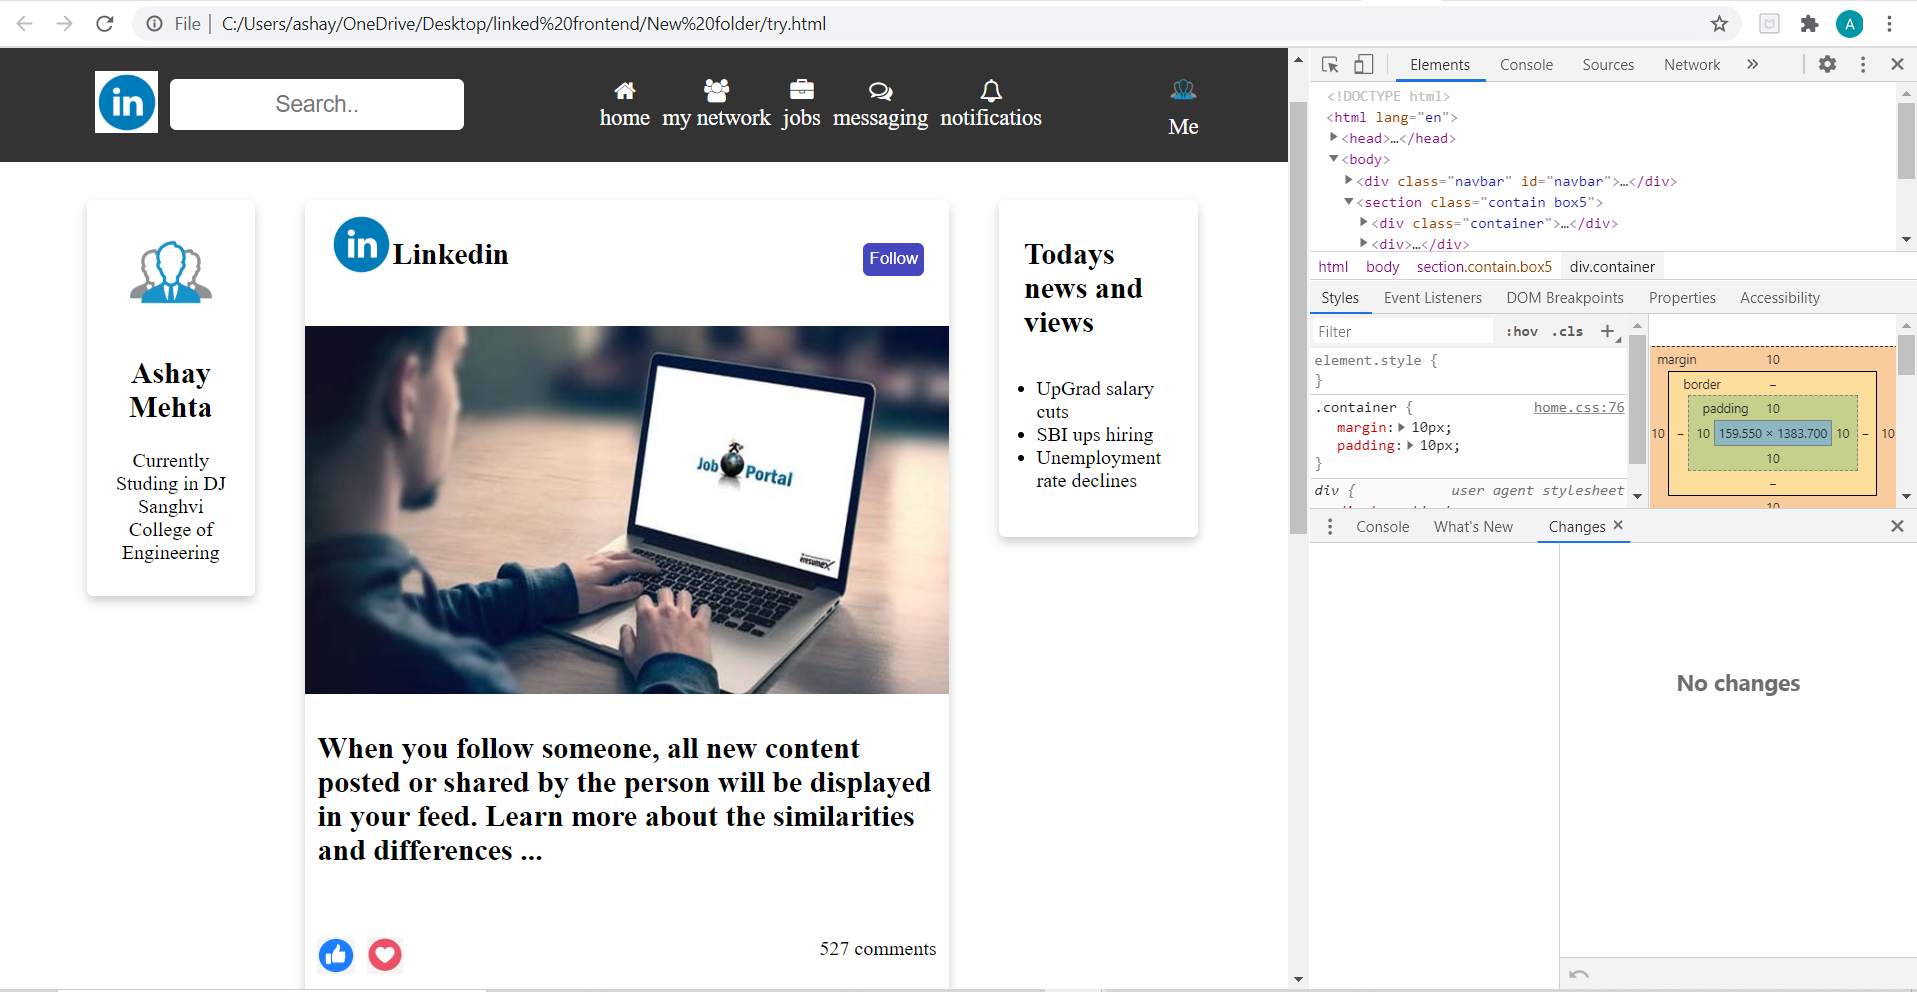 File | C:/Users/ashay/OneDrive/Desktop/linked%20frontend/New%20folder/try.html
A
in
Search..
home my network jobs messaging notificatios
Me
Ashay
Mehta
Currently
Studing in DJ
Sanghvi
College of
Engineering
in Linkedin
Follow
Job Portal
When you follow someone, all new content
posted or shared by the person will be displayed
in your feed. Learn more about the similarities
and differences ...
527 comments
Todays
news and
views
UpGrad salary
cuts
SBI ups hiring
Unemployment
rate declines
Elements Console Sources Network »
<!DOCTYPE html>
<html lang="en">
<head>…</head>
<body>
<div class="navbar" id="navbar">…</div>
<section class="contain box5">
<div class="container">…</div>
<div>…</div>
html body section.contain.box5 div.container
Styles Event Listeners DOM Breakpoints Properties Accessibility
Filter :hov .cls +
element.style {
}
.container { home.css:76
margin: 10px;
padding: 10px;
}
div { user agent stylesheet
margin 10
border –
padding 10
10 – 10 159.550 × 1383.700 10 – 10
10
–
10
Console What's New Changes ×
No changes